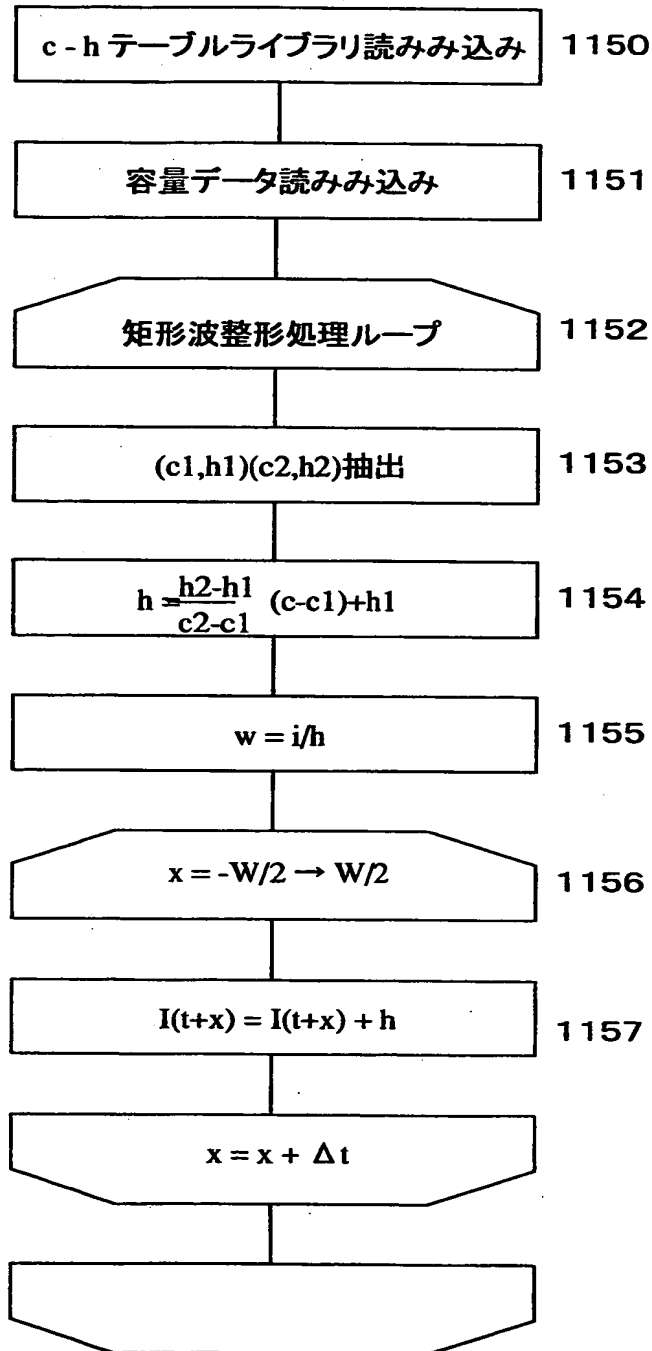 c - h テーブルライブラリ読みみ込み 1150
容量データ読みみ込み 1151
矩形波整形処理ループ 1152
(c1,h1)(c2,h2)抽出 1153
h = h2-h1 / c2-c1 (c-c1)+h1 1154
w = i/h 1155
x = -W/2 → W/2 1156
I(t+x) = I(t+x) + h 1157
x = x + Δt